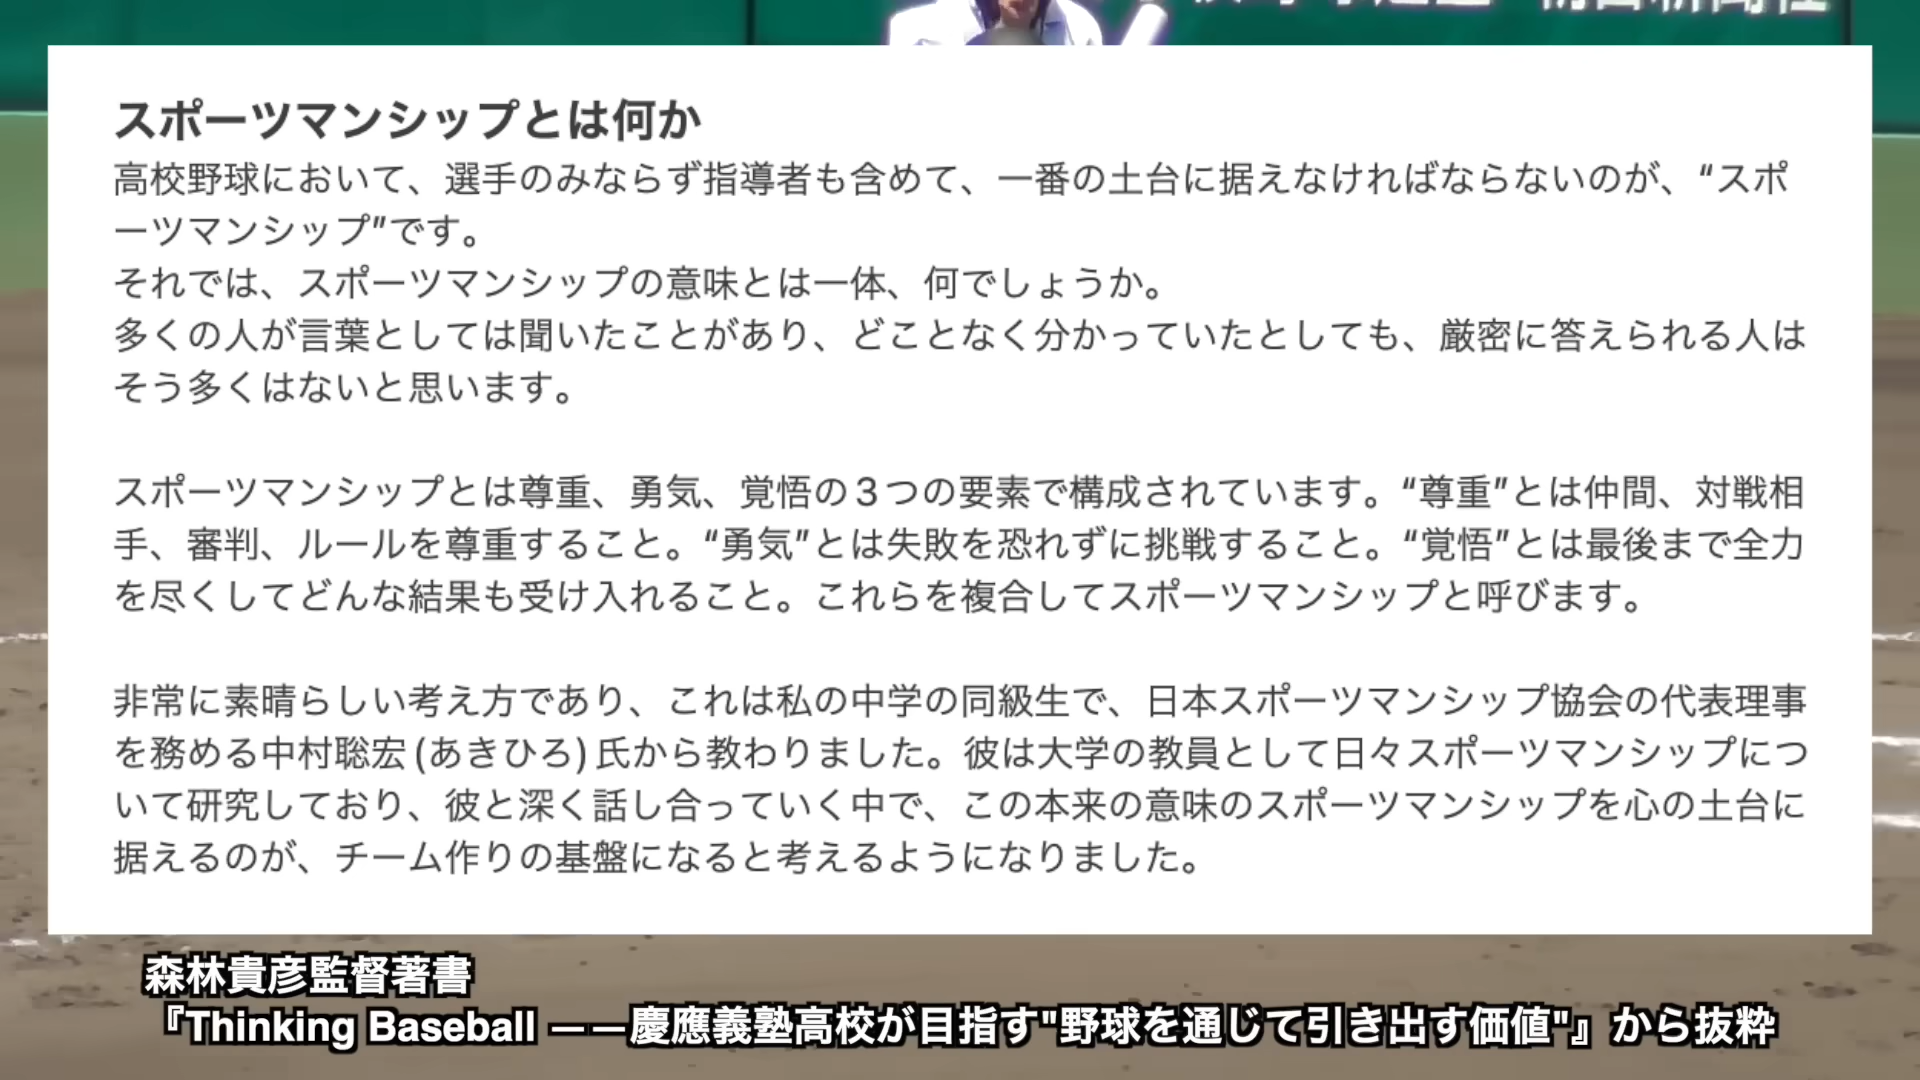 スポーツマンシップとは何か
高校野球において、選手のみならず指導者も含めて、一番の土台に据えなければならないのが、“スポ
ーツマンシップ”です。
それでは、スポーツマンシップの意味とは一体、何でしょうか。
多くの人が言葉としては聞いたことがあり、どことなく分かっていたとしても、厳密に答えられる人は
そう多くはないと思います。
スポーツマンシップとは尊重、勇気、覚悟の３つの要素で構成されています。“尊重”とは仲間、対戦相
手、審判、ルールを尊重すること。“勇気”とは失敗を恐れずに挑戦すること。“覚悟”とは最後まで全力
を尽くしてどんな結果も受け入れること。これらを複合してスポーツマンシップと呼びます。
非常に素晴らしい考え方であり、これは私の中学の同級生で、日本スポーツマンシップ協会の代表理事
を務める中村聡宏(あきひろ)氏から教わりました。彼は大学の教員として日々スポーツマンシップにつ
いて研究しており、彼と深く話し合っていく中で、この本来の意味のスポーツマンシップを心の土台に
据えるのが、チーム作りの基盤になると考えるようになりました。
森林貴彦監督著書
『Thinking Baseball ――慶應義塾高校が目指す"野球を通じて引き出す価値"』から抜粋